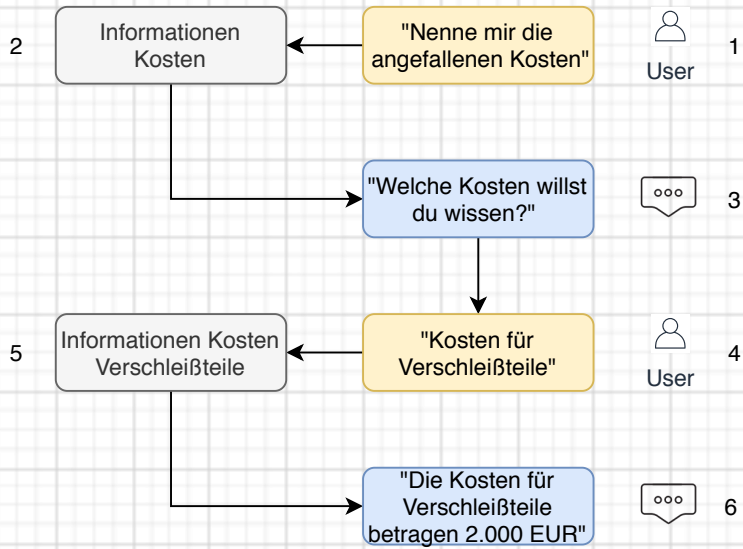 2
Informationen
Kosten
"Nenne mir die
angefallenen Kosten"
User
1
"Welche Kosten willst
du wissen?"
3
5
Informationen Kosten
Verschleißteile
"Kosten für
Verschleißteile"
User
4
"Die Kosten für
Verschleißteile
betragen 2.000 EUR"
6